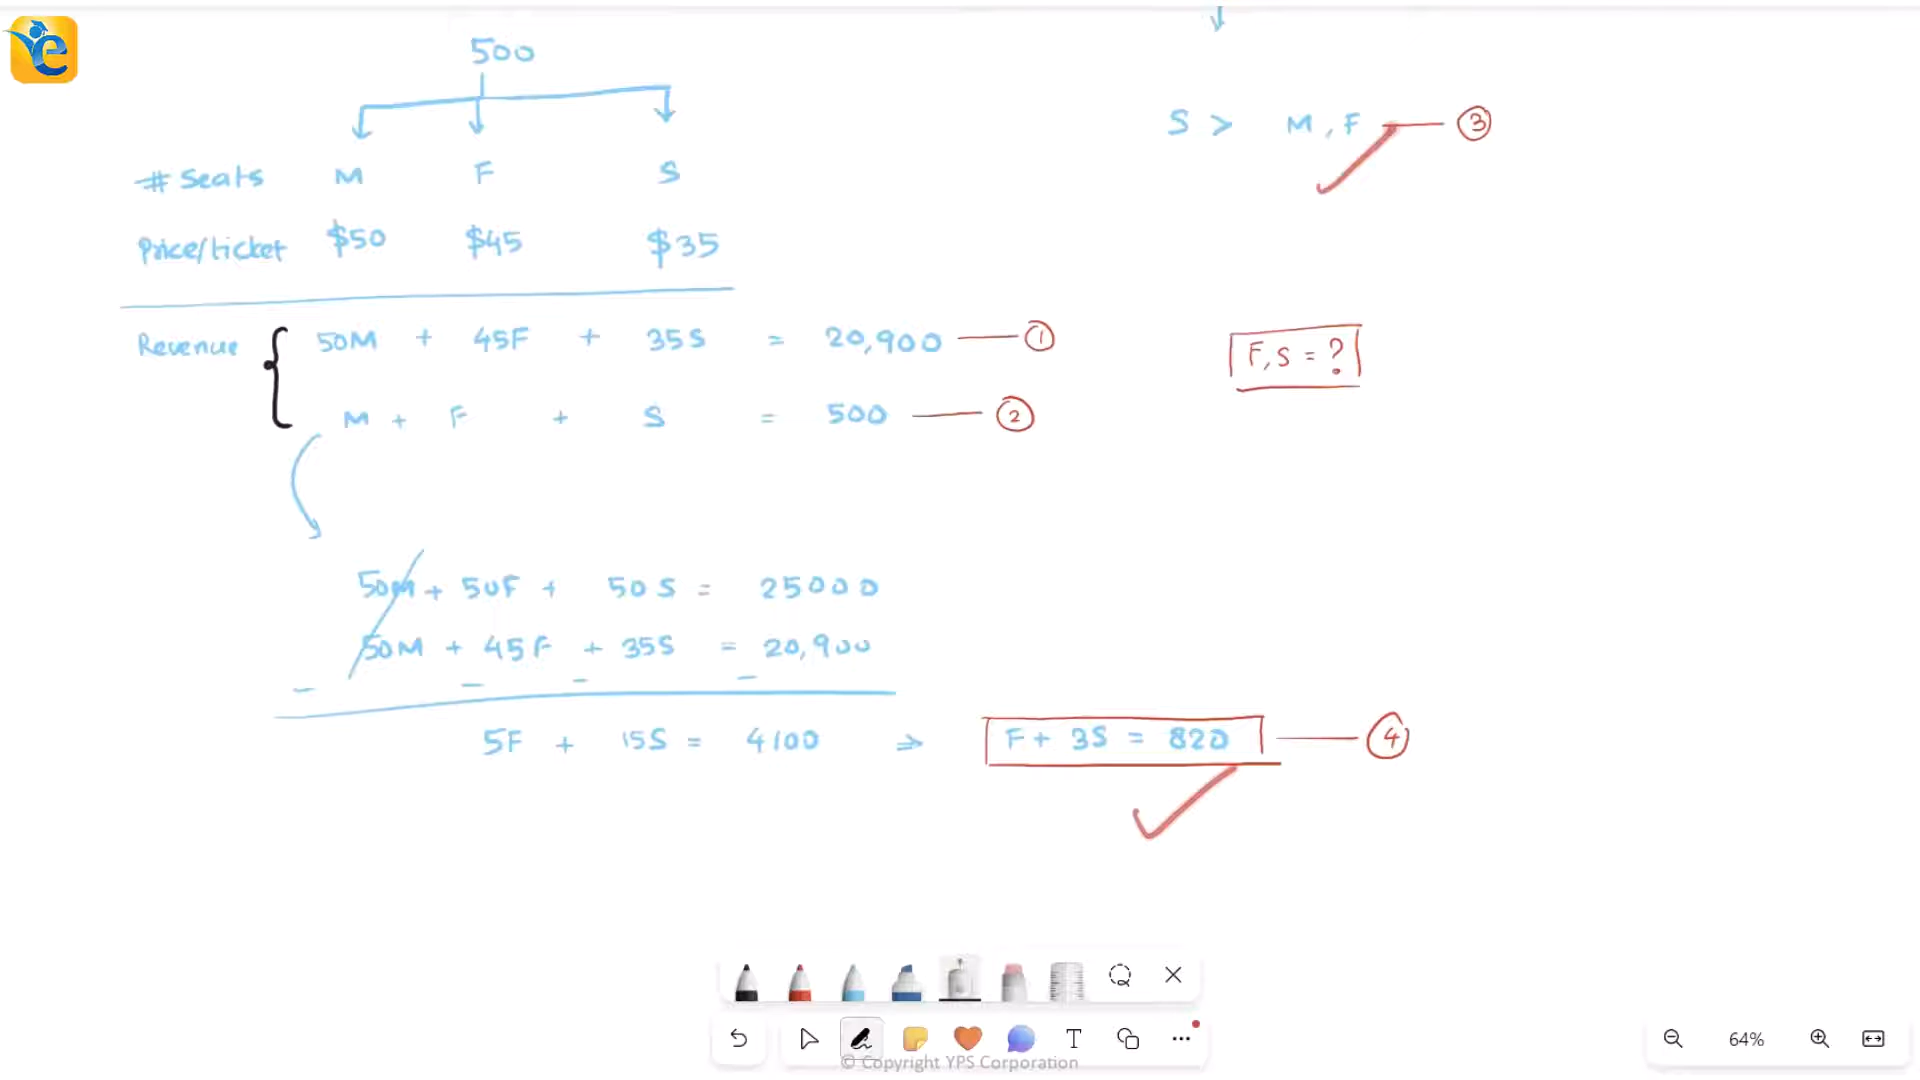 e
500
S > M, F — ③
# Seats M F S
Price/ticket $50 $45 $35
Revenue { 50M + 45F + 35S = 20,900 — ①
F, S = ?
M + F + S = 500 — ②
50M + 50F + 50S = 25000
50M + 45F + 35S = 20,900
- - - -
5F + 15S = 4100 ⇒ F + 3S = 820 — ④
T
64%
© Copyright YPS Corporation